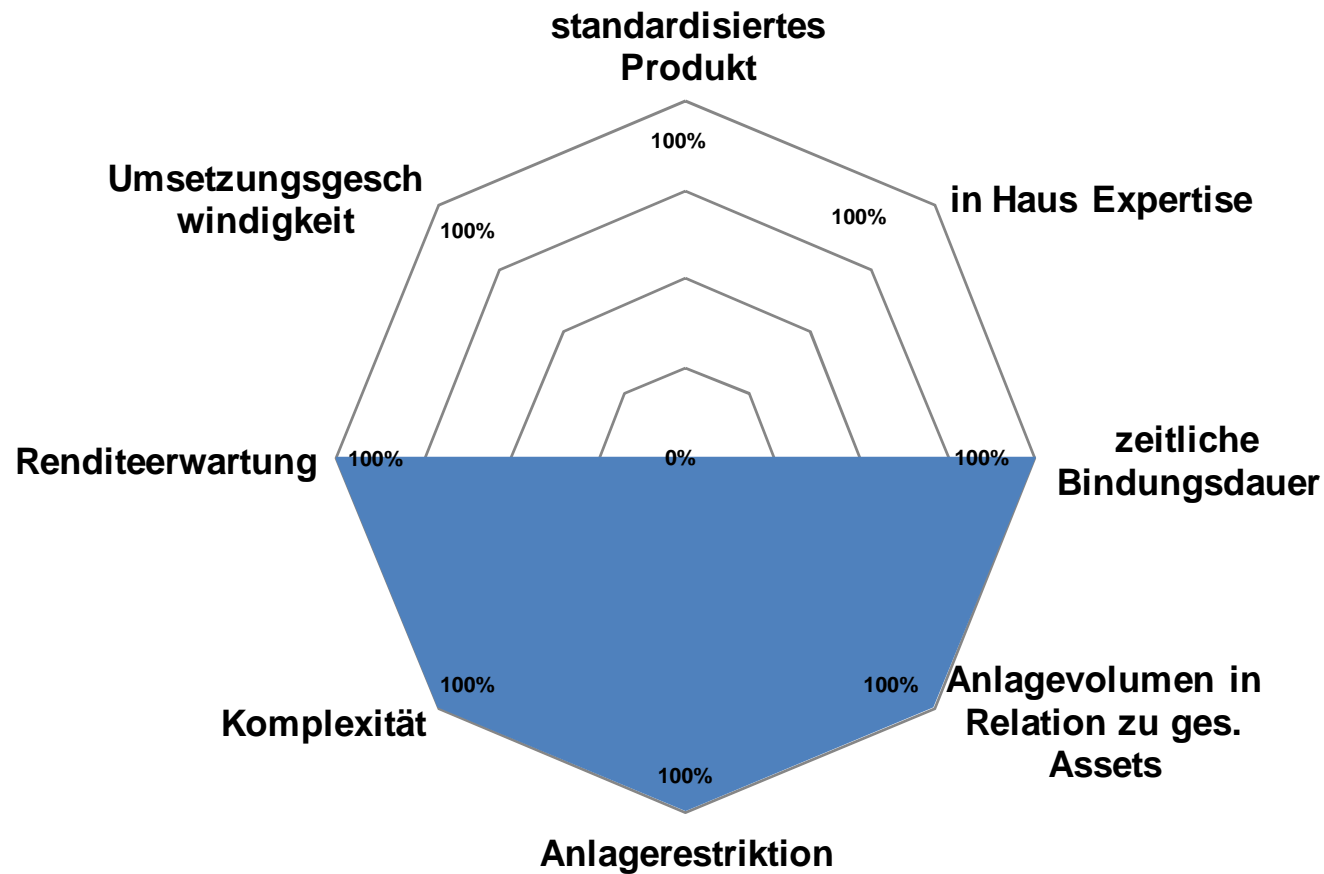 standardisiertes
Produkt
100%
Umsetzungsgesch
windigkeit
100%
100%
in Haus Expertise
Renditeerwartung
100%
0%
100%
zeitliche
Bindungsdauer
Komplexität
100%
100%
Anlagevolumen in
Relation zu ges.
Assets
100%
Anlagerestriktion